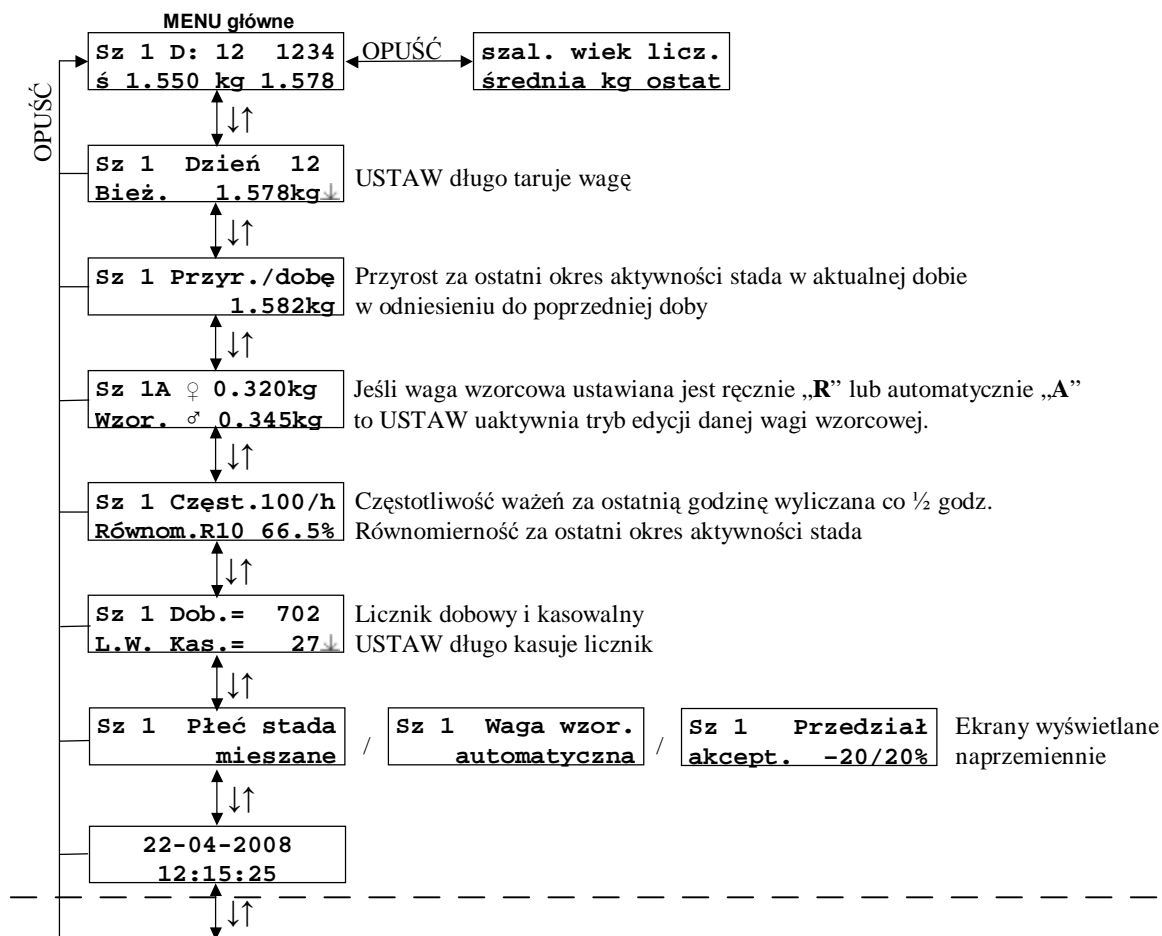 MENU główne
Sz 1 D: 12 1234
ś 1.550 kg 1.578
OPUŚĆ
szal. wiek licz.
średnia kg ostat
OPUŚĆ
↓↑
Sz 1 Dzień 12
Bież. 1.578kg
USTAW długo taruje wagę
↓↑
Sz 1 Przyr./dobę
1.582kg
Przyrost za ostatni okres aktywności stada w aktualnej dobie
w odniesieniu do poprzedniej doby
↓↑
Sz 1A ♀ 0.320kg
Wzor. ♂ 0.345kg
Jeśli waga wzorcowa ustawiana jest ręcznie „R” lub automatycznie „A”
to USTAW uaktywnia tryb edycji danej wagi wzorcowej.
↓↑
Sz 1 Częst.100/h
Równom.R10 66.5%
Częstotliwość ważeń za ostatnią godzinę wyliczana co ½ godz.
Równomierność za ostatni okres aktywności stada
↓↑
Sz 1 Dob.= 702
L.W. Kas.= 27
Licznik dobowy i kasowalny
USTAW długo kasuje licznik
↓↑
Sz 1 Płeć stada
mieszane
/
Sz 1 Waga wzor.
automatyczna
/
Sz 1 Przedział
akcept. –20/20%
Ekrany wyświetlane
naprzemiennie
↓↑
22-04-2008
12:15:25
↓↑